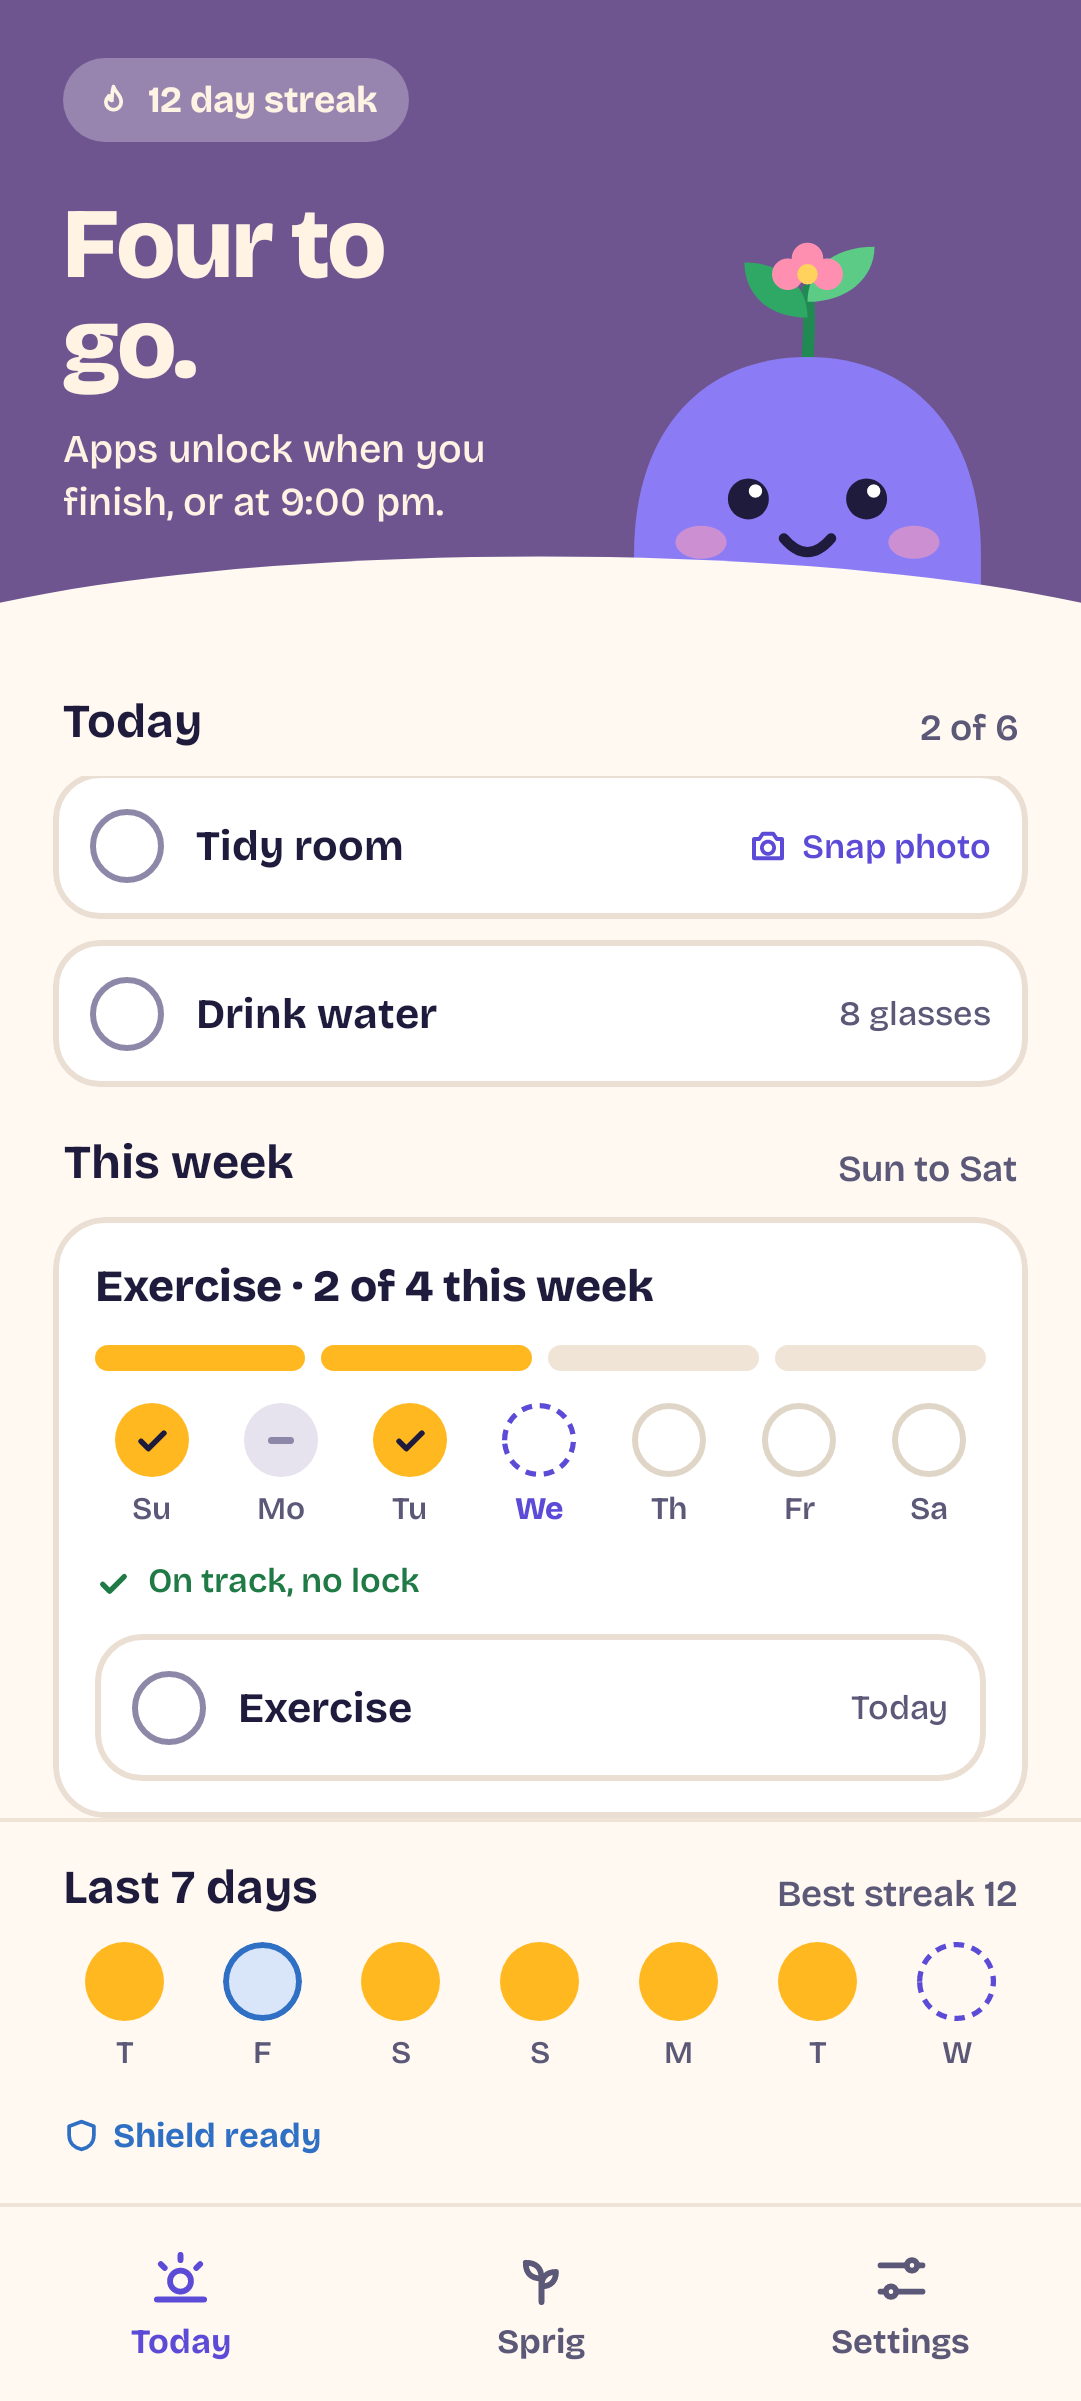 12 day streak
Four to
go.
Apps unlock when you
finish, or at 9:00 pm.
Today
2 of 6
Tidy room
Snap photo
Drink water
8 glasses
This week
Sun to Sat
Exercise · 2 of 4 this week
Su Mo Tu We Th Fr Sa
On track, no lock
Exercise
Today
Last 7 days
Best streak 12
T F S S M T W
Shield ready
Today
Sprig
Settings